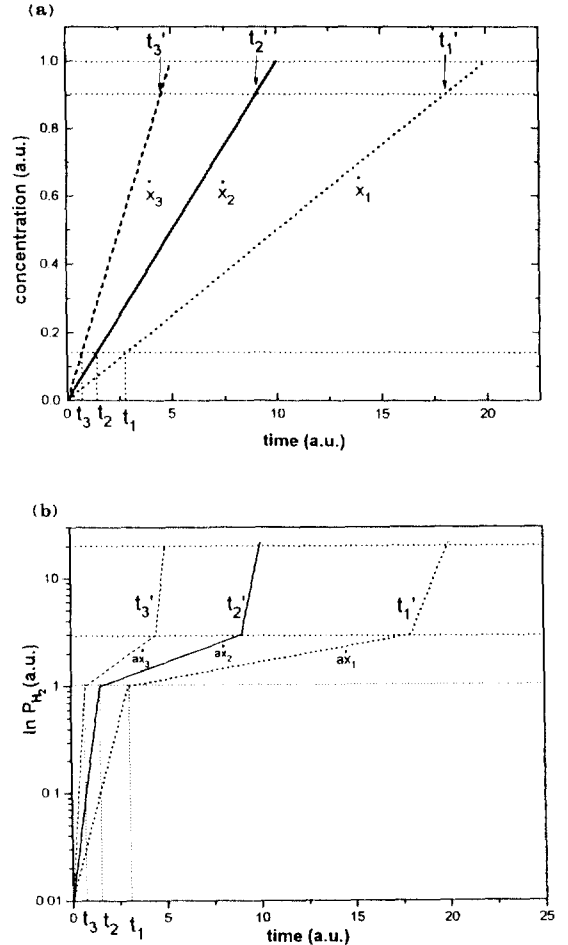 (a)
t₃' t₂' t₁'
1.0
0.8
0.6
0.4
0.2
0.0
concentration (a.u.)
ẋ₃ ẋ₂ ẋ₁
0 5 10 15 20
t₃ t₂ t₁
time (a.u.)
(b)
t₃' t₂' t₁'
10
1
0 1
0 01
ln P_H₂ (a.u.)
aẋ₃ aẋ₂ aẋ₁
0 5 10 15 20 25
t₃ t₂ t₁
time (a.u.)